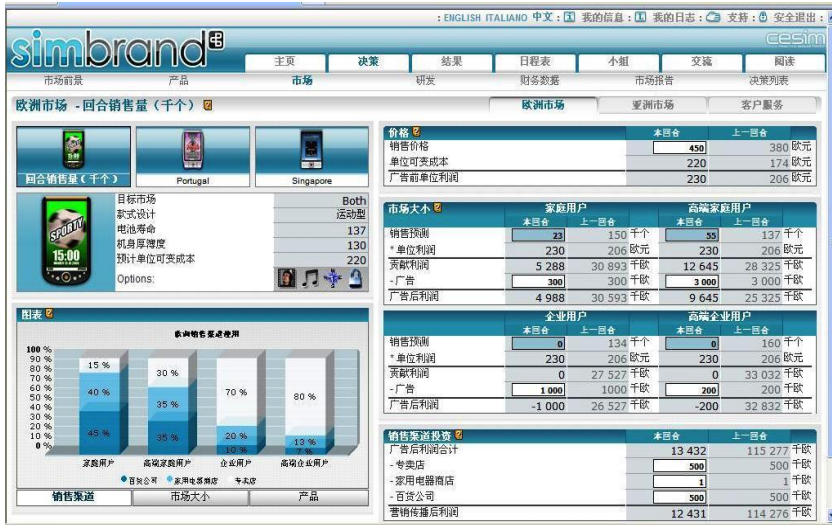 : ENGLISH ITALIANO 中文 : 我的信息 : 我的日志 : 支持 : 安全退出 :
simbrand
cesim
主页 决策 结果 日程表 小组 交流 阅读
市场前景 产品 市场 研发 财务数据 市场报告 决策列表
欧洲市场 - 回合销售量（千个）
欧洲市场 亚洲市场 客户服务
回合销售量（千个） Portugal Singapore
SPORTY
15:00
目标市场 Both
款式设计 运动型
电池寿命 137
机身厚薄度 130
预计单位可变成本 220
Options:
图表
欧洲销售渠道使用
100 %
90 %
80 %
70 %
60 %
50 %
40 %
30 %
20 %
10 %
0 %
15 % 30 % 70 % 80 %
40 % 35 % 20 % 13 %
45 % 35 % 10 % 7 %
家庭用户 高端家庭用户 企业用户 高端企业用户
百货公司 家用电器商店 专卖店
销售渠道 市场大小 产品
价格 本回合 上一回合
销售价格 450 380 欧元
单位可变成本 220 174 欧元
广告前单位利润 230 206 欧元
市场大小 家庭用户 高端家庭用户
本回合 上一回合 本回合 上一回合
销售预测 23 150 千个 55 137 千个
* 单位利润 230 206 欧元 230 206 欧元
贡献利润 5 288 30 893 千欧 12 645 28 325 千欧
- 广告 300 300 千欧 3 000 3 000 千欧
广告后利润 4 988 30 593 千欧 9 645 25 325 千欧
企业用户 高端企业用户
本回合 上一回合 本回合 上一回合
销售预测 0 134 千个 0 160 千个
* 单位利润 230 206 欧元 230 206 欧元
贡献利润 0 27 527 千欧 0 33 032 千欧
- 广告 1 000 1000 千欧 200 200 千欧
广告后利润 -1 000 26 527 千欧 -200 32 832 千欧
销售渠道投资 本回合 上一回合
广告后利润合计 13 432 115 277 千欧
- 专卖店 500 500 千欧
- 家用电器商店 1 1 千欧
- 百货公司 500 500 千欧
营销传播后利润 12 431 114 276 千欧